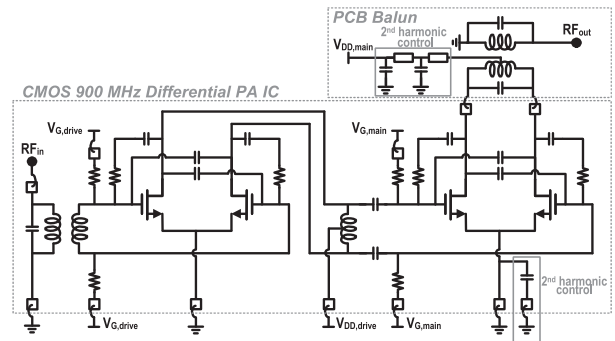 PCB Balun
2nd harmonic
control
RFout
VDD,main
CMOS 900 MHz Differential PA IC
VG,drive
VG,main
RFin
2nd harmonic
control
VG,drive
VDD,drive
VG,main